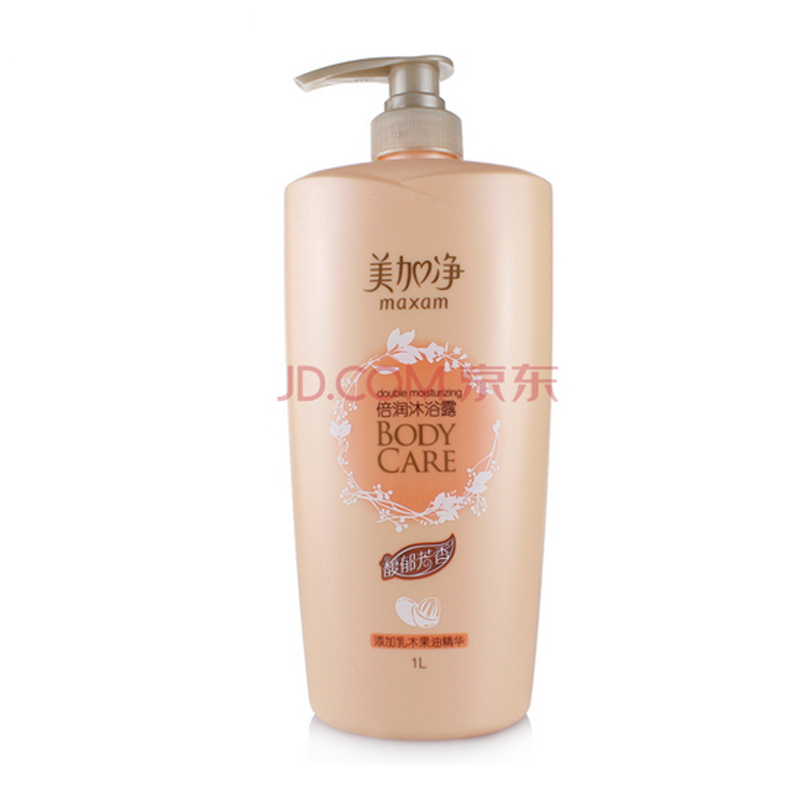 美加净
maxam
JD.COM 京东
double moisturizing
倍润沐浴露
BODY
CARE
馥郁芳香
添加乳木果油精华
1L